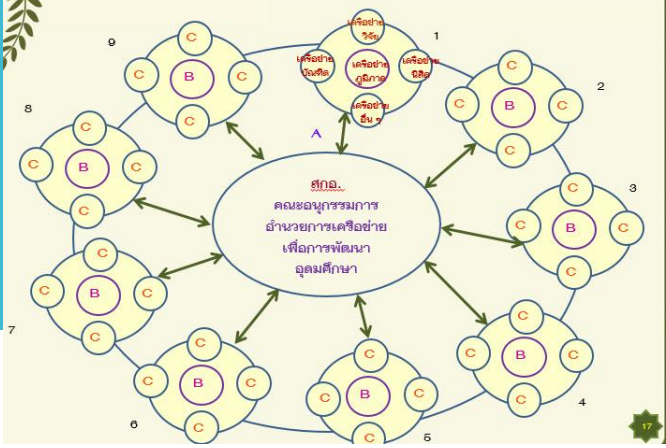 1
เครือข่าย
วิจัย
เครือข่าย
บัณฑิต
เครือข่าย
ภูมิภาค
เครือข่าย
นิสิต
เครือข่าย
อื่น ๆ
A
สกอ.
คณะอนุกรรมการ
อำนวยการเครือข่าย
เพื่อการพัฒนา
อุดมศึกษา
2
C
C
B
C
C
3
C
C
B
C
C
4
C
C
B
C
C
5
C
C
B
C
C
6
C
C
B
C
C
7
C
C
B
C
C
8
C
C
B
C
C
9
C
C
B
C
C
17